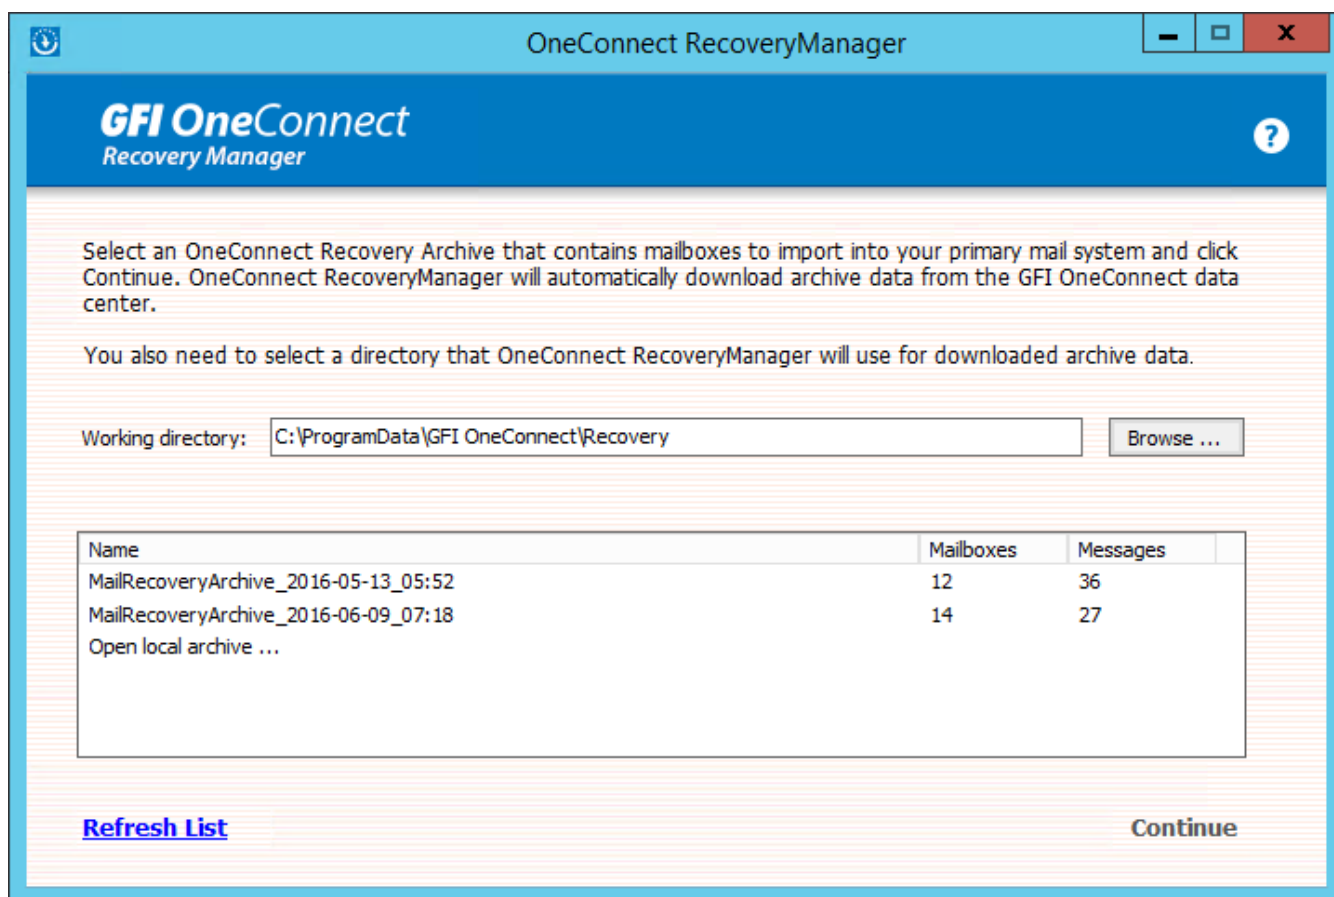 OneConnect RecoveryManager
x
GFI OneConnect
Recovery Manager
?
Select an OneConnect Recovery Archive that contains mailboxes to import into your primary mail system and click
Continue. OneConnect RecoveryManager will automatically download archive data from the GFI OneConnect data
center.
You also need to select a directory that OneConnect RecoveryManager will use for downloaded archive data.
Working directory: C:\ProgramData\GFI OneConnect\Recovery Browse ...
Name Mailboxes Messages
MailRecoveryArchive_2016-05-13_05:52 12 36
MailRecoveryArchive_2016-06-09_07:18 14 27
Open local archive ...
Refresh List Continue